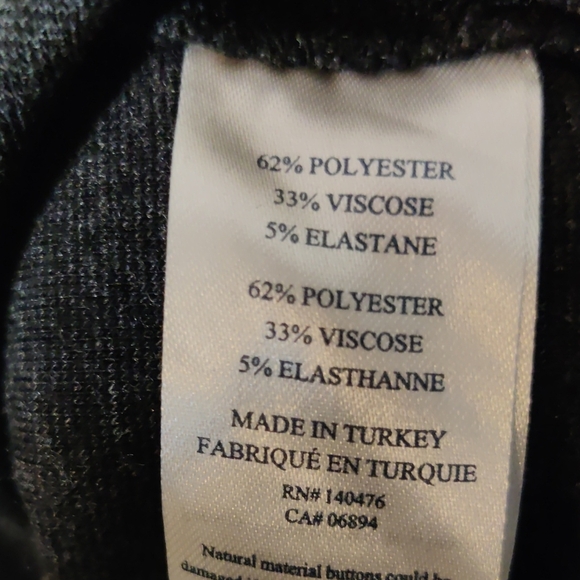 62% POLYESTER
33% VISCOSE
5% ELASTANE
62% POLYESTER
33% VISCOSE
5% ELASTHANNE
MADE IN TURKEY
FABRIQUÉ EN TURQUIE
RN# 140476
CA# 06894
Natural material buttons could be
damaged